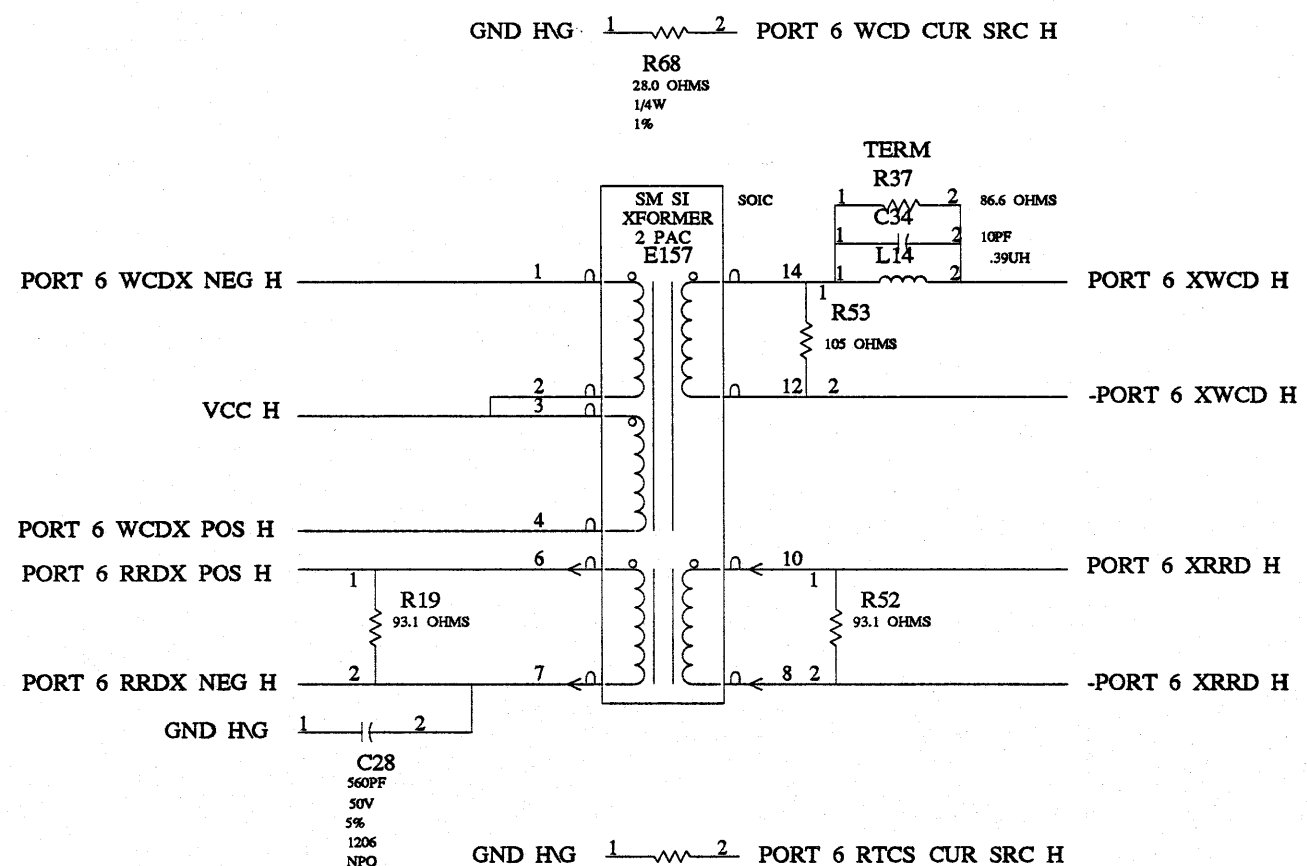 GND H\G 1 2 PORT 6 WCD CUR SRC H
R68
28.0 OHMS
1/4W
1%
TERM
R37
1 2 86.6 OHMS
C34
1 2 10PF
L14 .39UH
1 2
SM SI
XFORMER
2 PAC
E157
SOIC
PORT 6 WCDX NEG H 1 14 PORT 6 XWCD H
1
R53
105 OHMS
2 12 2 -PORT 6 XWCD H
VCC H 3
PORT 6 WCDX POS H 4
PORT 6 RRDX POS H 6 10 PORT 6 XRRD H
1 1
R19 R52
93.1 OHMS 93.1 OHMS
PORT 6 RRDX NEG H 2 7 8 2 -PORT 6 XRRD H
GND H\G 1 2
C28
560PF
50V
5%
1206
NPO
GND H\G 1 2 PORT 6 RTCS CUR SRC H